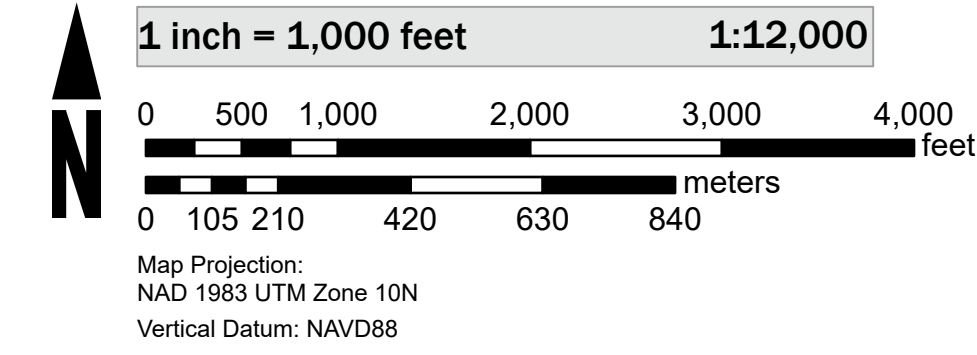 1 inch = 1,000 feet 1:12,000
0 500 1,000 2,000 3,000 4,000
feet
meters
0 105 210 420 630 840
N
Map Projection:
NAD 1983 UTM Zone 10N
Vertical Datum: NAVD88